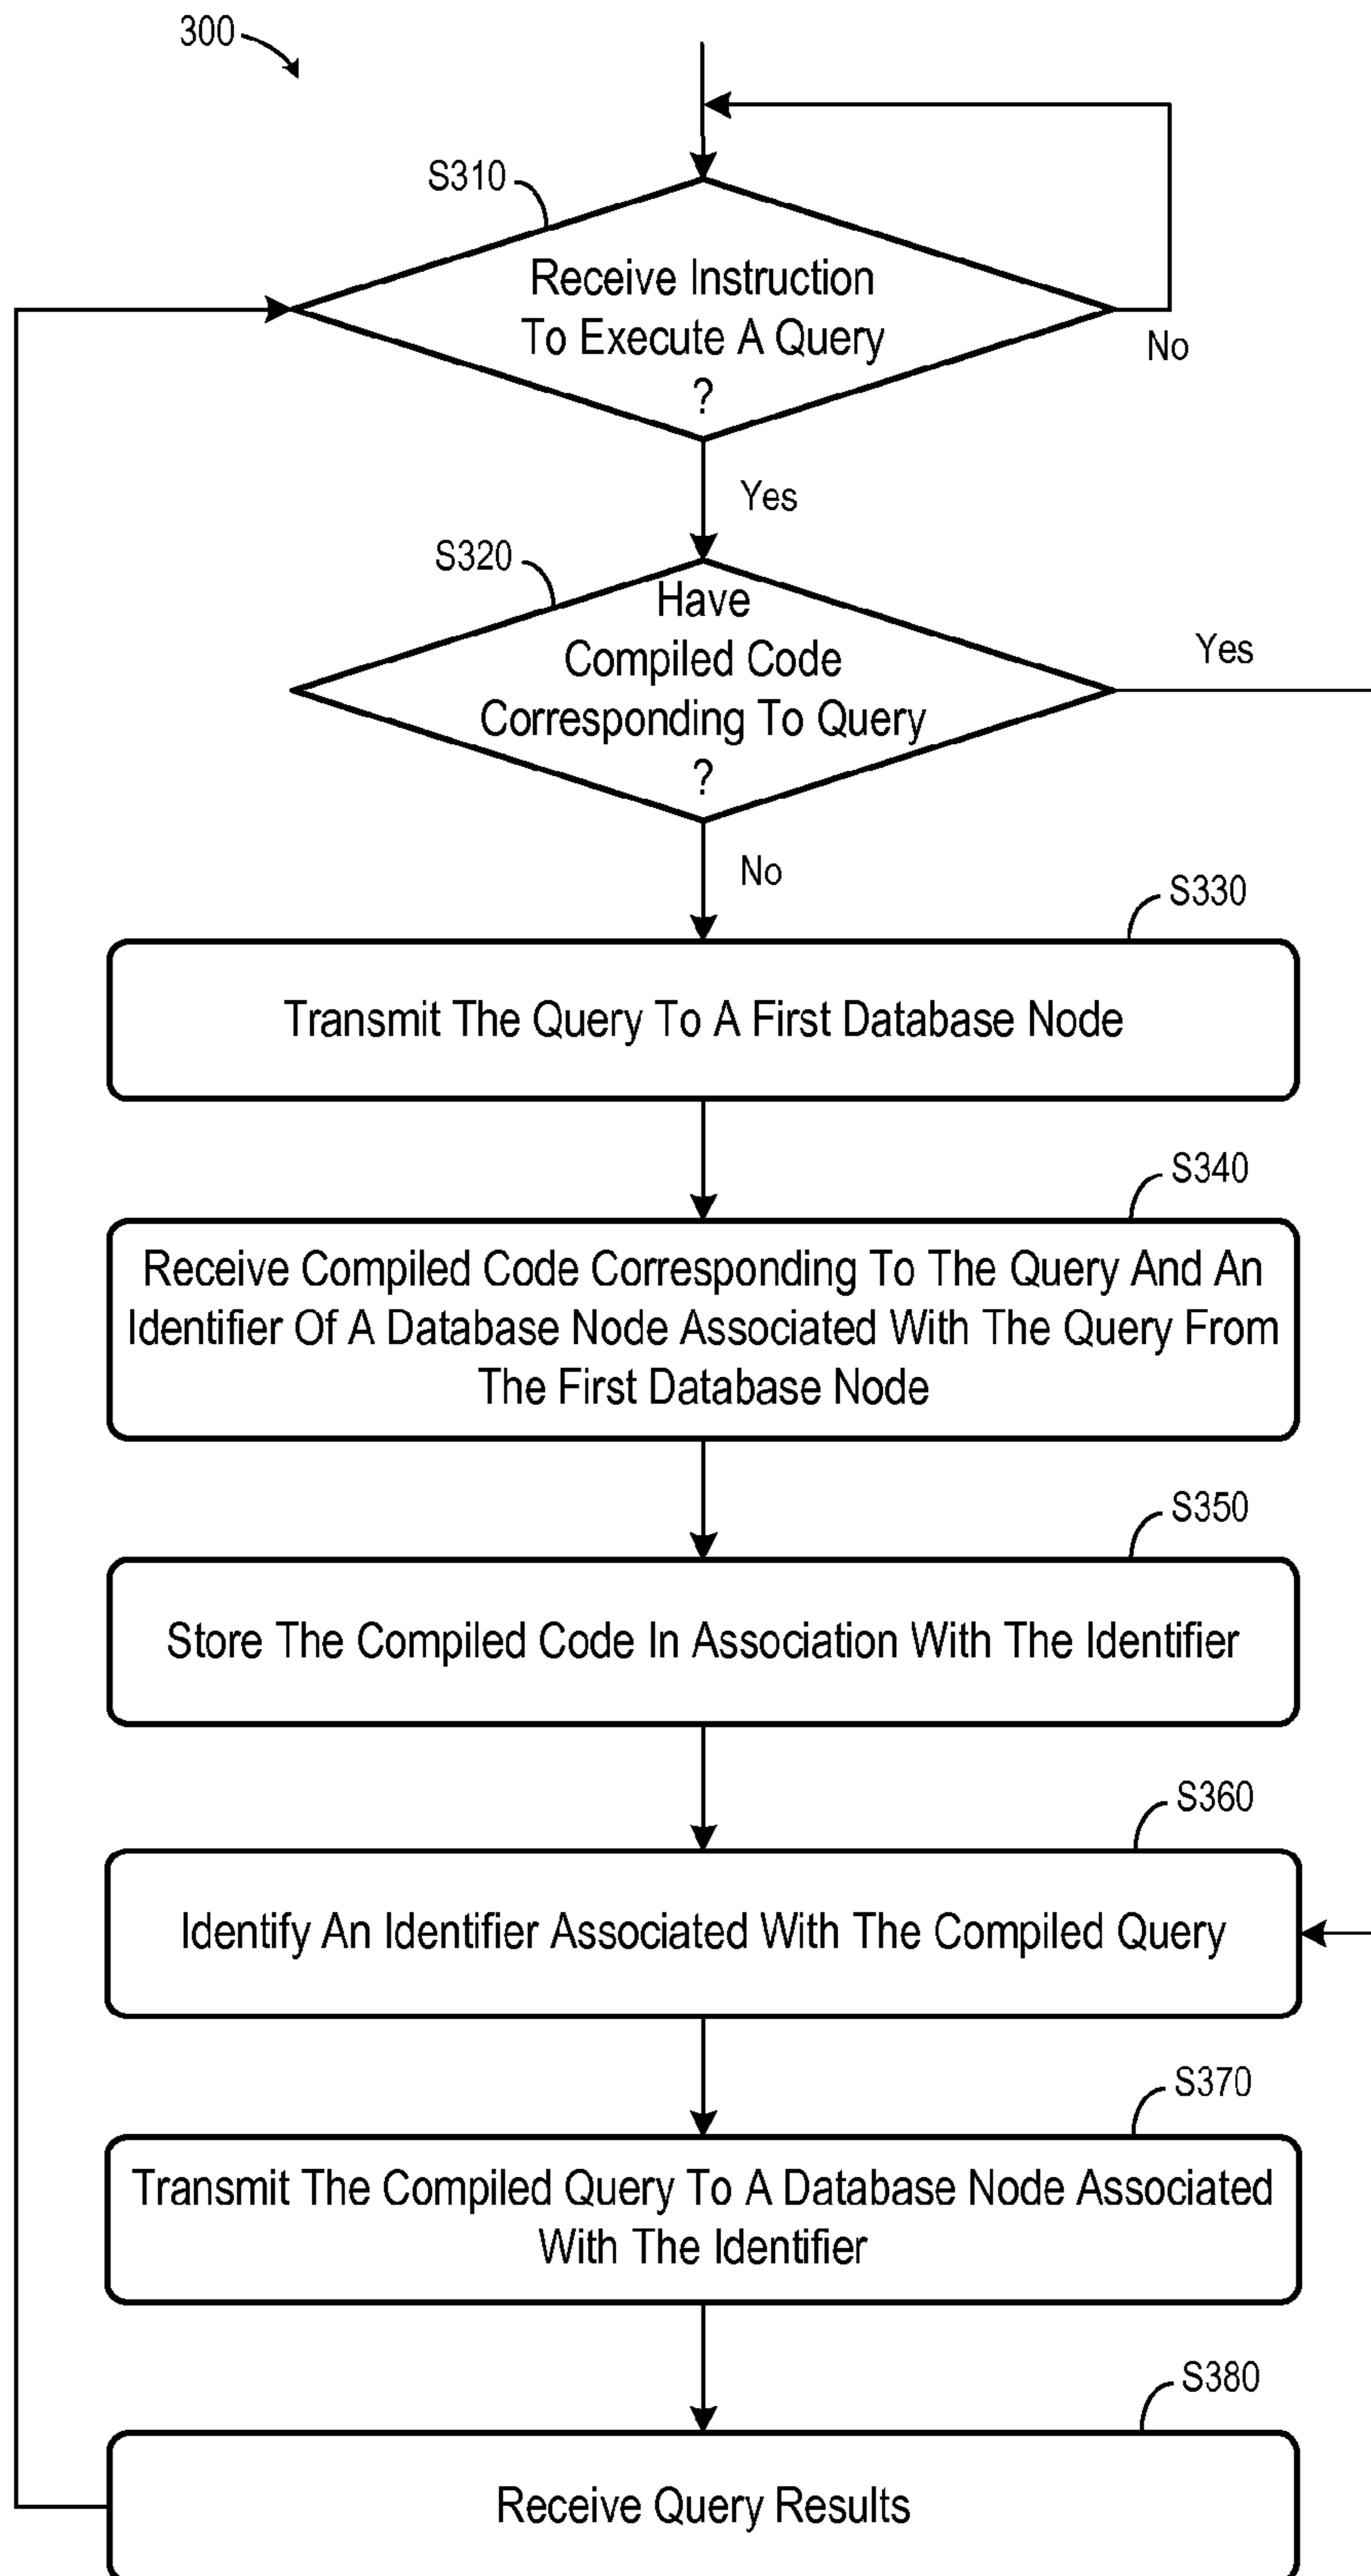 300
S310
Receive Instruction
To Execute A Query
?
No
Yes
S320
Have
Compiled Code
Corresponding To Query
?
Yes
No
S330
Transmit The Query To A First Database Node
S340
Receive Compiled Code Corresponding To The Query And An
Identifier Of A Database Node Associated With The Query From
The First Database Node
S350
Store The Compiled Code In Association With The Identifier
S360
Identify An Identifier Associated With The Compiled Query
S370
Transmit The Compiled Query To A Database Node Associated
With The Identifier
S380
Receive Query Results